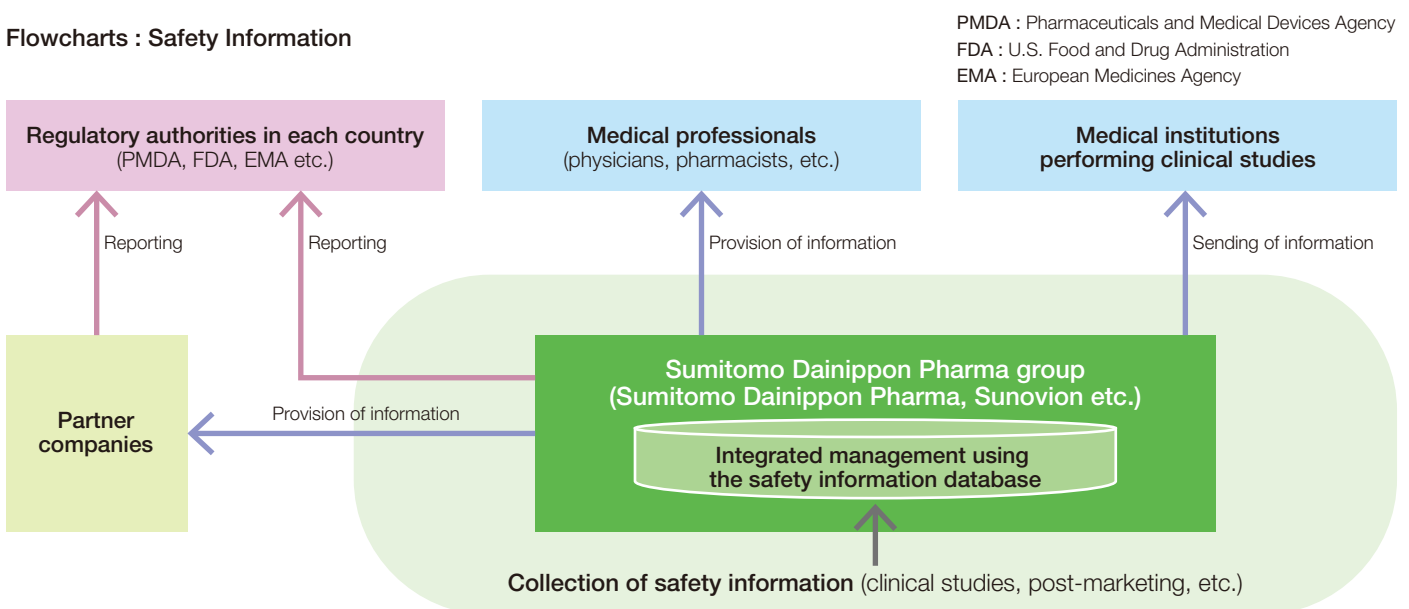 Flowcharts : Safety Information
PMDA : Pharmaceuticals and Medical Devices Agency
FDA : U.S. Food and Drug Administration
EMA : European Medicines Agency
Regulatory authorities in each country
(PMDA, FDA, EMA etc.)
Medical professionals
(physicians, pharmacists, etc.)
Medical institutions
performing clinical studies
Reporting
Reporting
Provision of information
Sending of information
Partner
companies
Provision of information
Sumitomo Dainippon Pharma group
(Sumitomo Dainippon Pharma, Sunovion etc.)
Integrated management using
the safety information database
Collection of safety information (clinical studies, post-marketing, etc.)